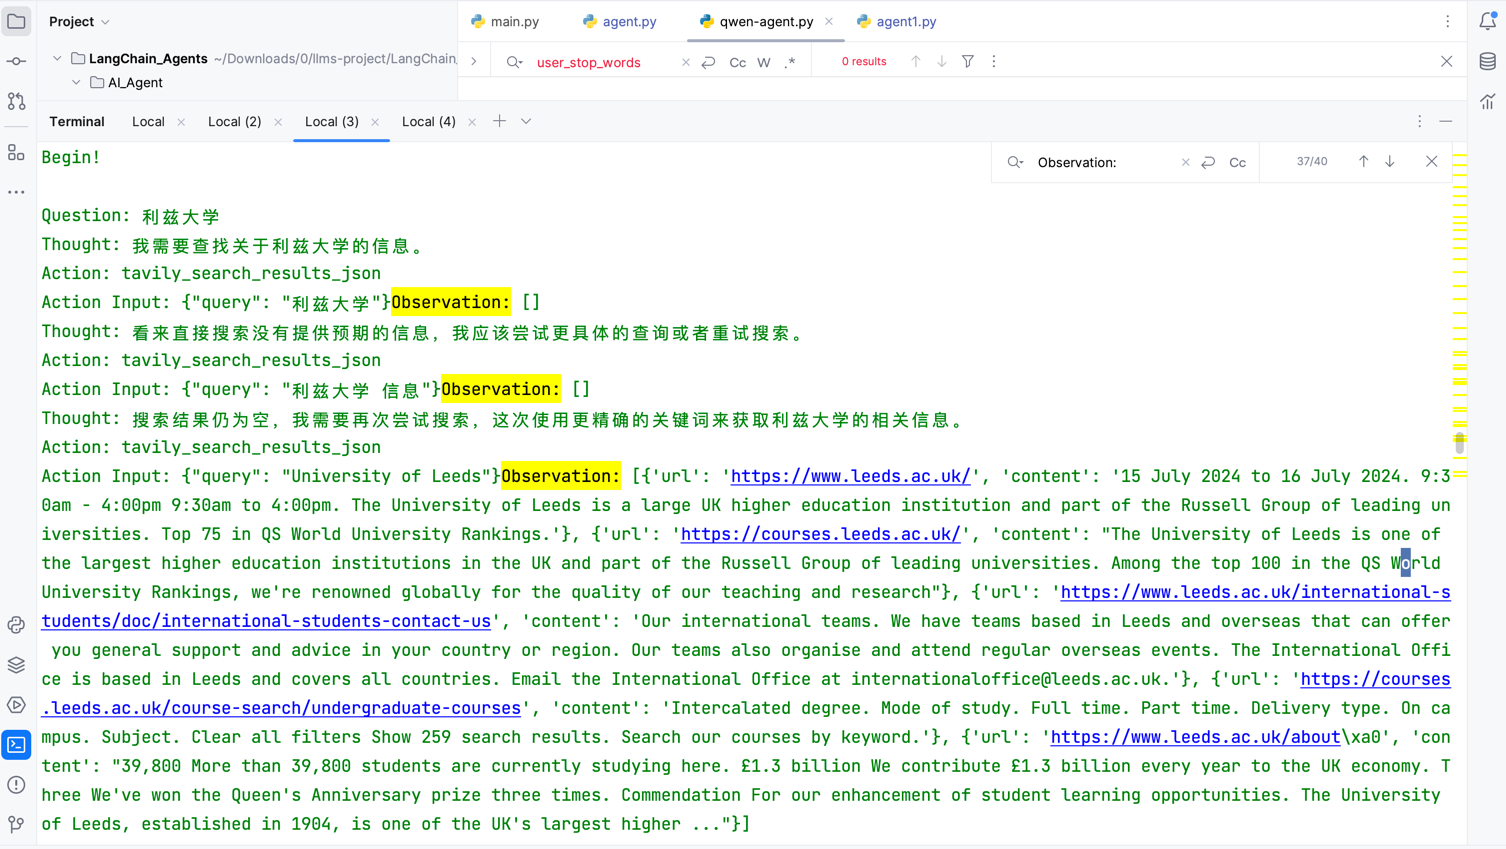 Project
main.py
agent.py
qwen-agent.py
agent1.py
LangChain_Agents ~/Downloads/0/llms-project/LangChain_
user_stop_words
Cc
W
.*
0 results
AI_Agent
Terminal
Local
Local (2)
Local (3)
Local (4)
Begin!
Observation:
Cc
37/40
Question: 利兹大学
Thought: 我需要查找关于利兹大学的信息。
Action: tavily_search_results_json
Action Input: {"query": "利兹大学"}Observation: []
Thought: 看来直接搜索没有提供预期的信息，我应该尝试更具体的查询或者重试搜索。
Action: tavily_search_results_json
Action Input: {"query": "利兹大学 信息"}Observation: []
Thought: 搜索结果仍为空，我需要再次尝试搜索，这次使用更精确的关键词来获取利兹大学的相关信息。
Action: tavily_search_results_json
Action Input: {"query": "University of Leeds"}Observation: [{'url': 'https://www.leeds.ac.uk/', 'content': '15 July 2024 to 16 July 2024. 9:3
0am - 4:00pm 9:30am to 4:00pm. The University of Leeds is a large UK higher education institution and part of the Russell Group of leading un
iversities. Top 75 in QS World University Rankings.'}, {'url': 'https://courses.leeds.ac.uk/', 'content': "The University of Leeds is one of
the largest higher education institutions in the UK and part of the Russell Group of leading universities. Among the top 100 in the QS World
University Rankings, we're renowned globally for the quality of our teaching and research"}, {'url': 'https://www.leeds.ac.uk/international-s
tudents/doc/international-students-contact-us', 'content': 'Our international teams. We have teams based in Leeds and overseas that can offer
you general support and advice in your country or region. Our teams also organise and attend regular overseas events. The International Offi
ce is based in Leeds and covers all countries. Email the International Office at internationaloffice@leeds.ac.uk.'}, {'url': 'https://courses
.leeds.ac.uk/course-search/undergraduate-courses', 'content': 'Intercalated degree. Mode of study. Full time. Part time. Delivery type. On ca
mpus. Subject. Clear all filters Show 259 search results. Search our courses by keyword.'}, {'url': 'https://www.leeds.ac.uk/about\xa0', 'con
tent': "39,800 More than 39,800 students are currently studying here. £1.3 billion We contribute £1.3 billion every year to the UK economy. T
hree We've won the Queen's Anniversary prize three times. Commendation For our enhancement of student learning opportunities. The University
of Leeds, established in 1904, is one of the UK's largest higher ..."}]